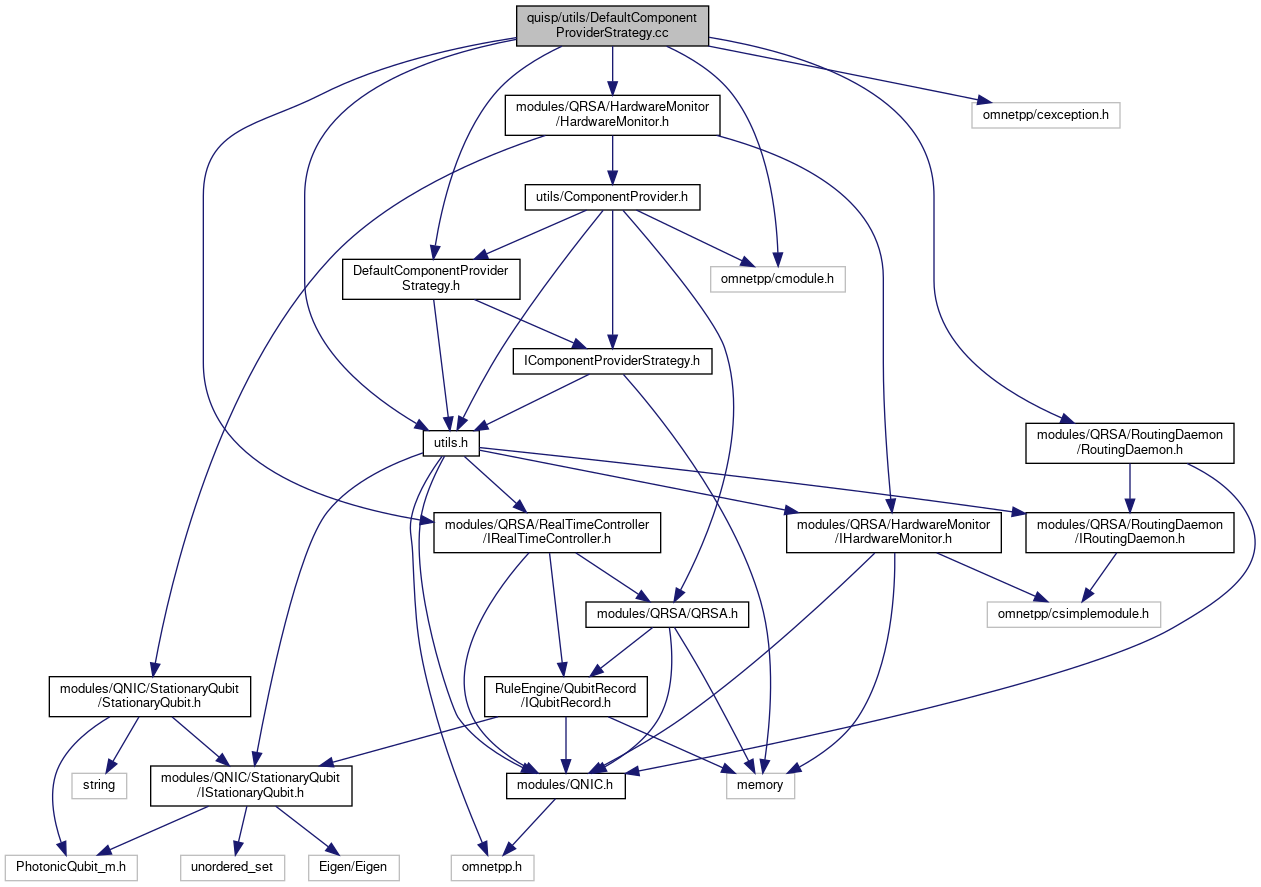 quisp/utils/DefaultComponent
ProviderStrategy.cc
modules/QRSA/HardwareMonitor
/HardwareMonitor.h
omnetpp/cexception.h
utils/ComponentProvider.h
DefaultComponentProvider
Strategy.h
omnetpp/cmodule.h
IComponentProviderStrategy.h
utils.h
modules/QRSA/RoutingDaemon
/RoutingDaemon.h
modules/QRSA/RealTimeController
/IRealTimeController.h
modules/QRSA/HardwareMonitor
/IHardwareMonitor.h
modules/QRSA/RoutingDaemon
/IRoutingDaemon.h
modules/QRSA/QRSA.h
omnetpp/csimplemodule.h
modules/QNIC/StationaryQubit
/StationaryQubit.h
RuleEngine/QubitRecord
/IQubitRecord.h
string
modules/QNIC/StationaryQubit
/IStationaryQubit.h
modules/QNIC.h
memory
PhotonicQubit_m.h
unordered_set
Eigen/Eigen
omnetpp.h